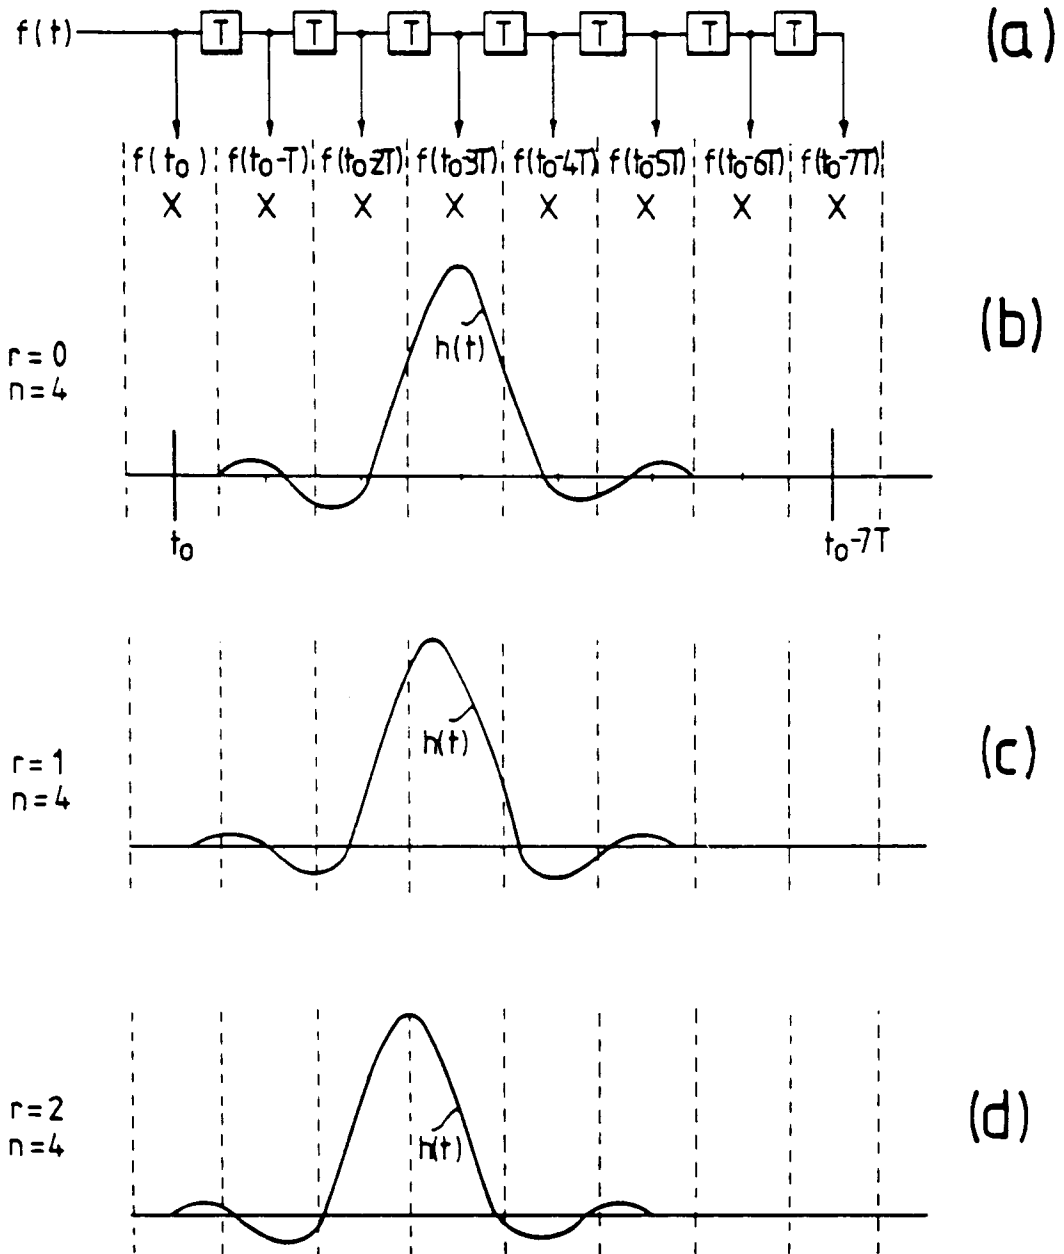 f(t) T T T T T T T (a)
f(t0) f(t0-T) f(t0-2T) f(t0-3T) f(t0-4T) f(t0-5T) f(t0-6T) f(t0-7T)
X X X X X X X X
h(t)
(b)
r=0
n=4
t0 t0-7T
h(t)
(c)
r=1
n=4
h(t)
(d)
r=2
n=4